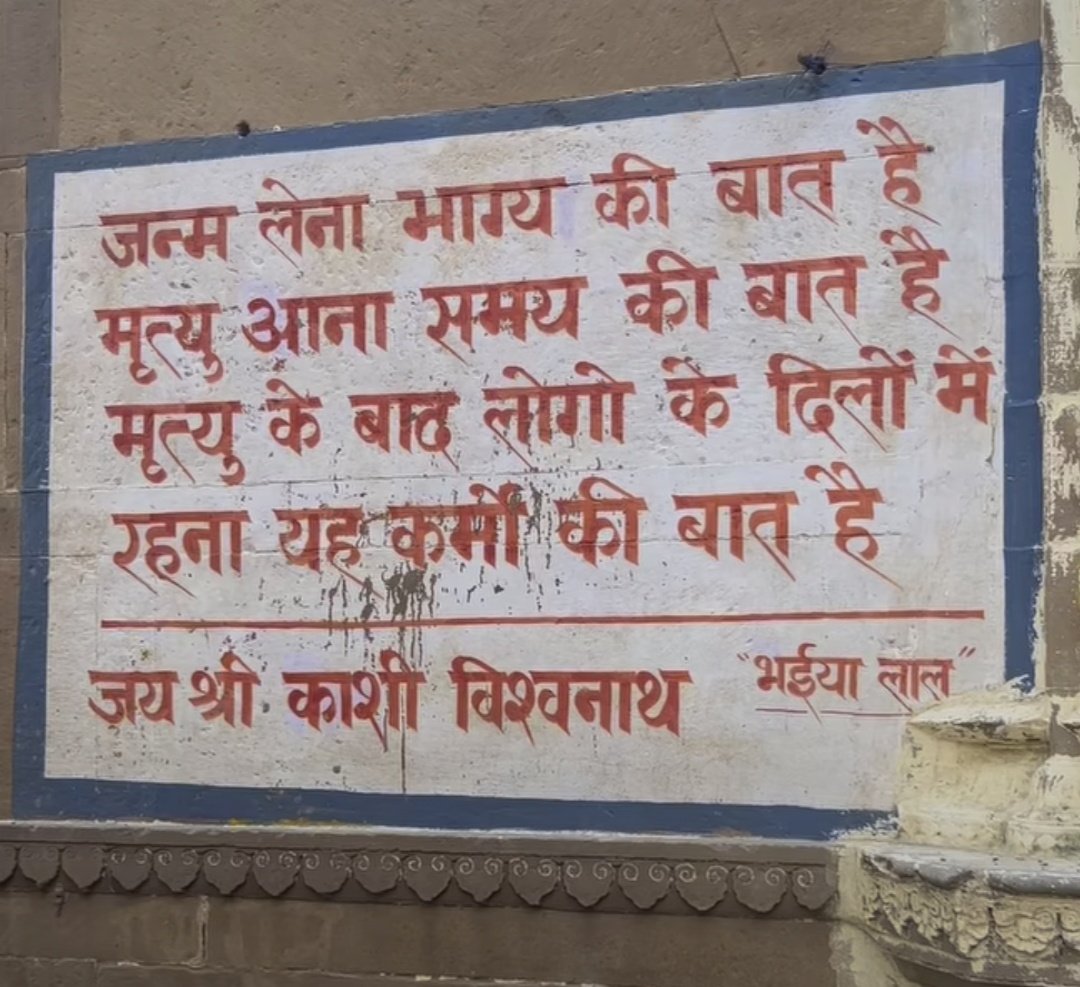 जन्म लेना भाग्य की बात है
मृत्यु आना समय की बात है
मृत्यु के बाद लोगो के दिलों में
रहना यह कर्मो की बात है
जय श्री काशी विश्वनाथ
"भईया लाल"